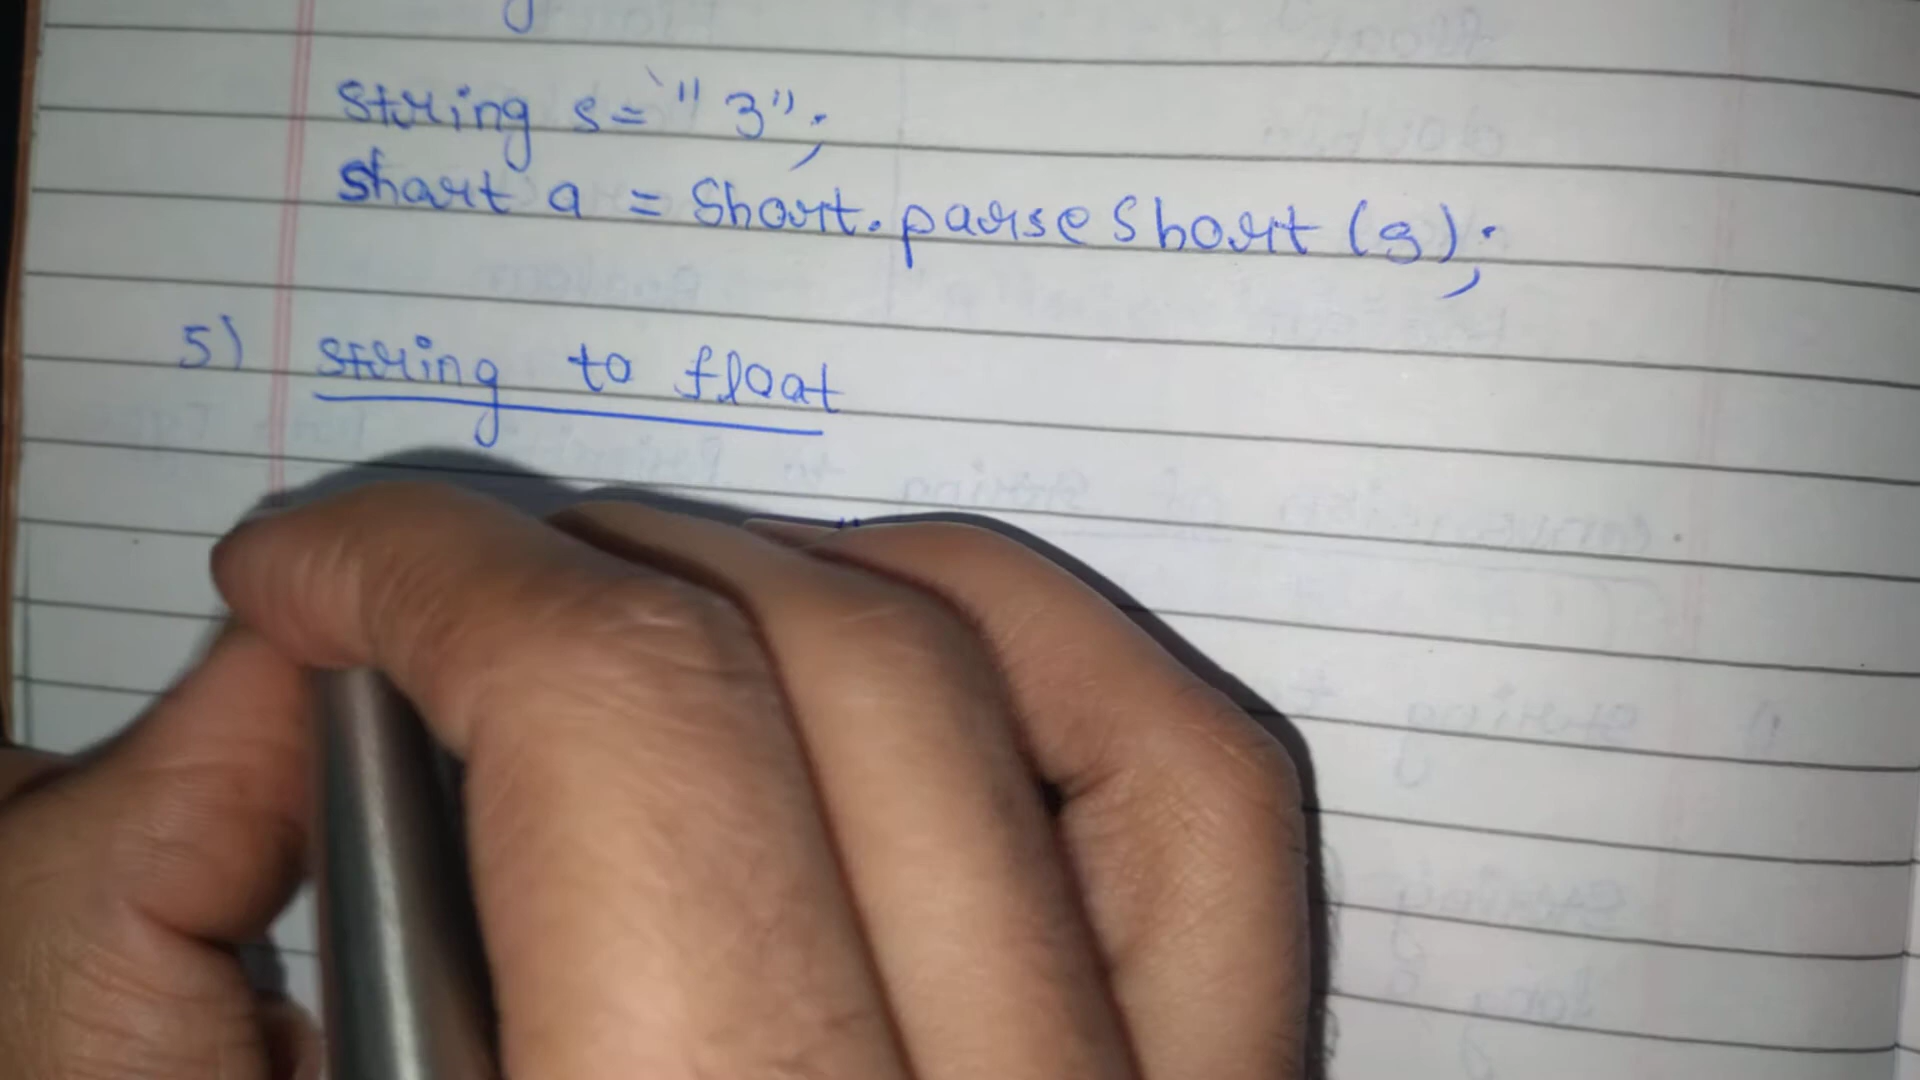 string s= "3";
short a = Short.parseShort(s);
5) string to float